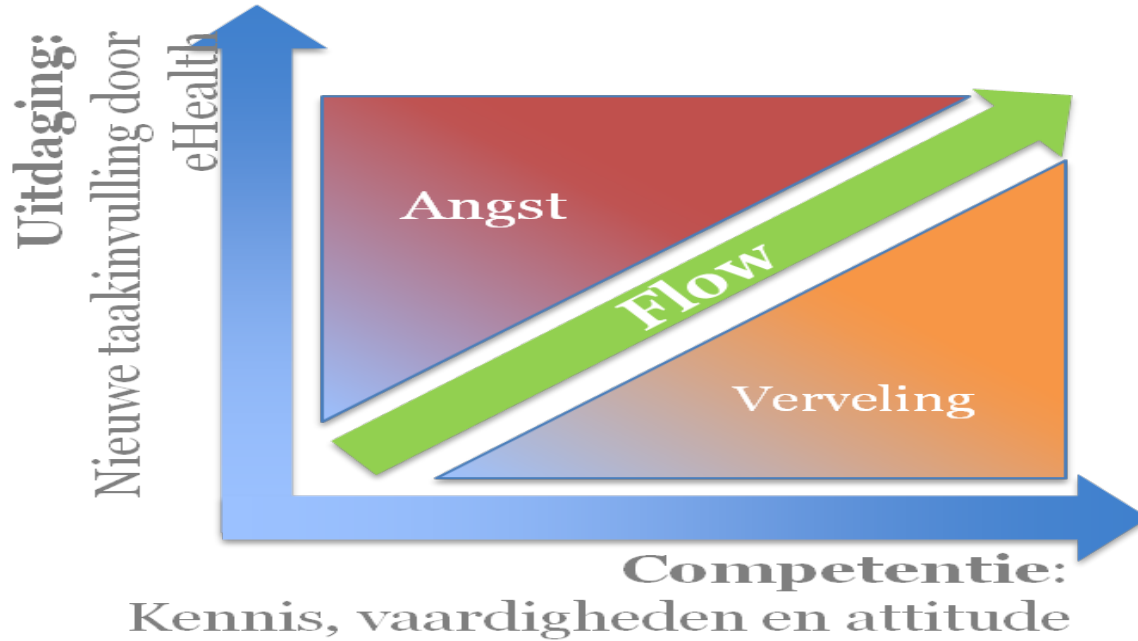 Uitdaging:
Nieuwe taakinvulling door
eHealth
Angst
Flow
Verveling
Competentie:
Kennis, vaardigheden en attitude